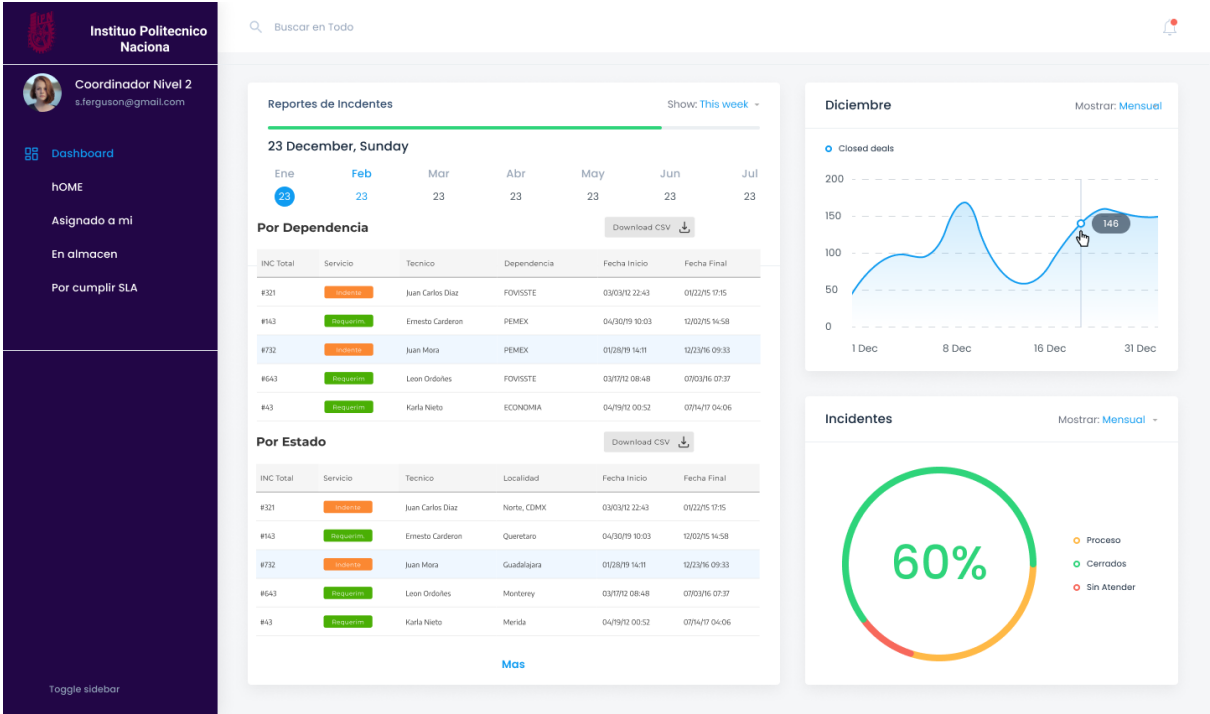 Instituo Politecnico
Naciona
Coordinador Nivel 2
s.ferguson@gmail.com
Dashboard
hOME
Asignado a mi
En almacen
Por cumplir SLA
Toggle sidebar
Buscar en Todo
Reportes de Incdentes
Show: This week
23 December, Sunday
Ene Feb Mar Abr May Jun Jul
23 23 23 23 23 23 23
Por Dependencia
Download CSV
INC Total Servicio Tecnico Dependencia Fecha Inicio Fecha Final
#321 Indente Juan Carlos Diaz FOVISSTE 03/03/12 22:43 01/22/15 17:15
#143 Requerim Ernesto Carderon PEMEX 04/30/19 10:03 12/02/15 14:58
#732 Indente Juan Mora PEMEX 01/28/19 14:11 12/23/16 09:33
#643 Requerim Leon Ordoñes FOVISSTE 03/17/12 08:48 07/03/16 07:37
#43 Requerim Karla Nieto ECONOMIA 04/19/12 00:52 07/14/17 04:06
Por Estado
Download CSV
INC Total Servicio Tecnico Localidad Fecha Inicio Fecha Final
#321 Indente Juan Carlos Diaz Norte, CDMX 03/03/12 22:43 01/22/15 17:15
#143 Requerim Ernesto Carderon Queretaro 04/30/19 10:03 12/02/15 14:58
#732 Indente Juan Mora Guadalajara 01/28/19 14:11 12/23/16 09:33
#643 Requerim Leon Ordoñes Monterey 03/17/12 08:48 07/03/16 07:37
#43 Requerim Karla Nieto Merida 04/19/12 00:52 07/14/17 04:06
Mas
Diciembre
Mostrar: Mensual
Closed deals
200
150
146
100
50
0
1 Dec 8 Dec 16 Dec 31 Dec
Incidentes
Mostrar: Mensual
60%
Proceso
Cerrados
Sin Atender